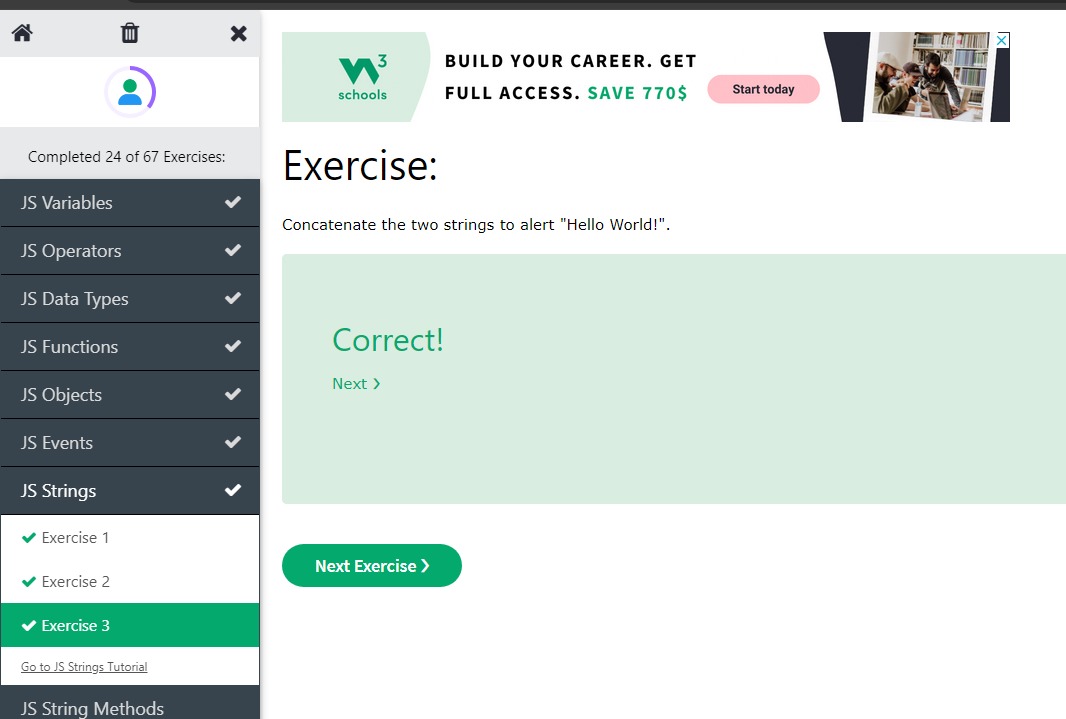 Completed 24 of 67 Exercises:
JS Variables
JS Operators
JS Data Types
JS Functions
JS Objects
JS Events
JS Strings
Exercise 1
Exercise 2
Exercise 3
Go to JS Strings Tutorial
JS String Methods
3
schools
BUILD YOUR CAREER. GET
FULL ACCESS. SAVE 770$
Start today
Exercise:
Concatenate the two strings to alert "Hello World!".
Correct!
Next ❯
Next Exercise ❯